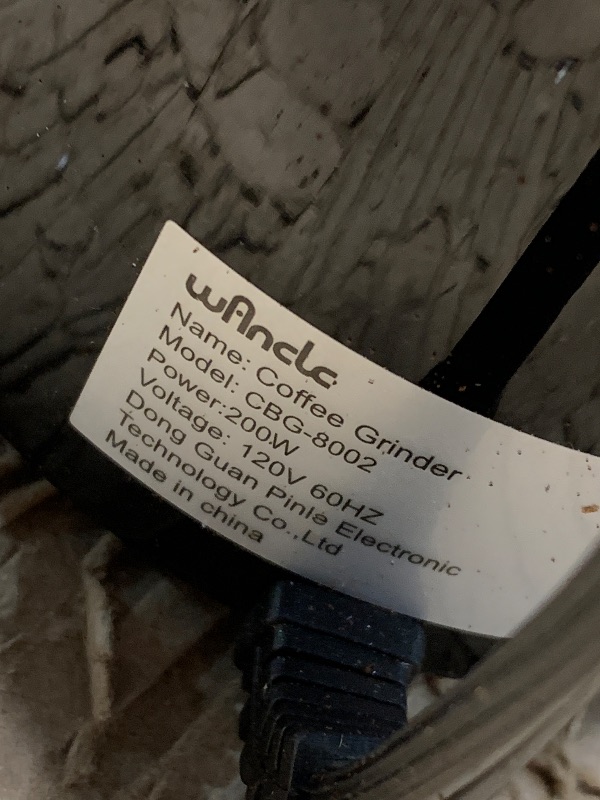 wAncle
Name: Coffee Grinder
Model: CBG-8002
Power:200W
Voltage: 120V 60HZ
Dong Guan Pinle Electronic
Technology Co.,Ltd
Made in china